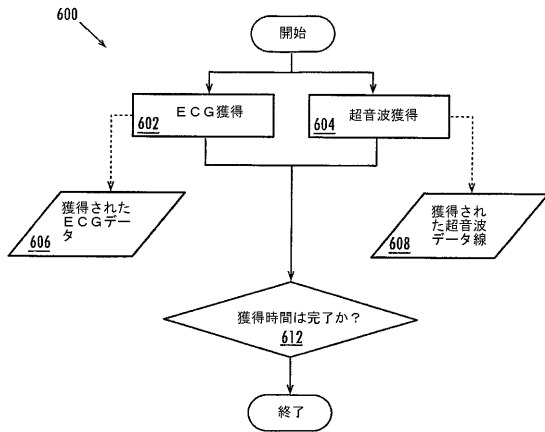 600
開始
ECG獲得
602
超音波獲得
604
獲得された
ECGデー
タ
606
獲得され
た超音波
データ線
608
獲得時間は完了か?
612
終了